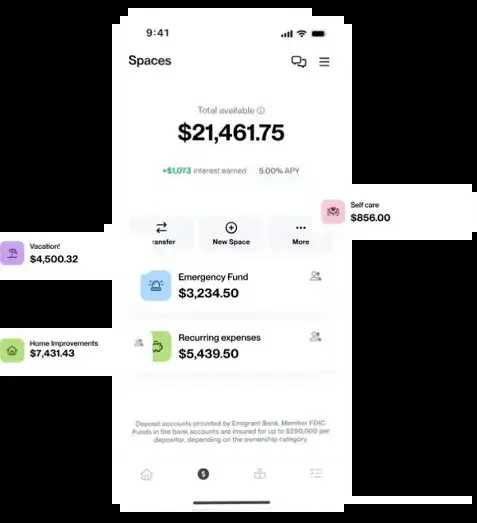 9:41
Spaces
Total available
$21,461.75
+$1,073 interest earned 5.00% APY
Self care
$856.00
ransfer New Space More
Vacation!
$4,500.32
Emergency Fund
$3,234.50
Home Improvements
$7,431.43
Recurring expenses
$5,439.50
Deposit accounts provided by Emigrant Bank, Member FDIC.
Funds in the bank accounts are insured for up to $250,000 per
depositor, depending on the ownership category